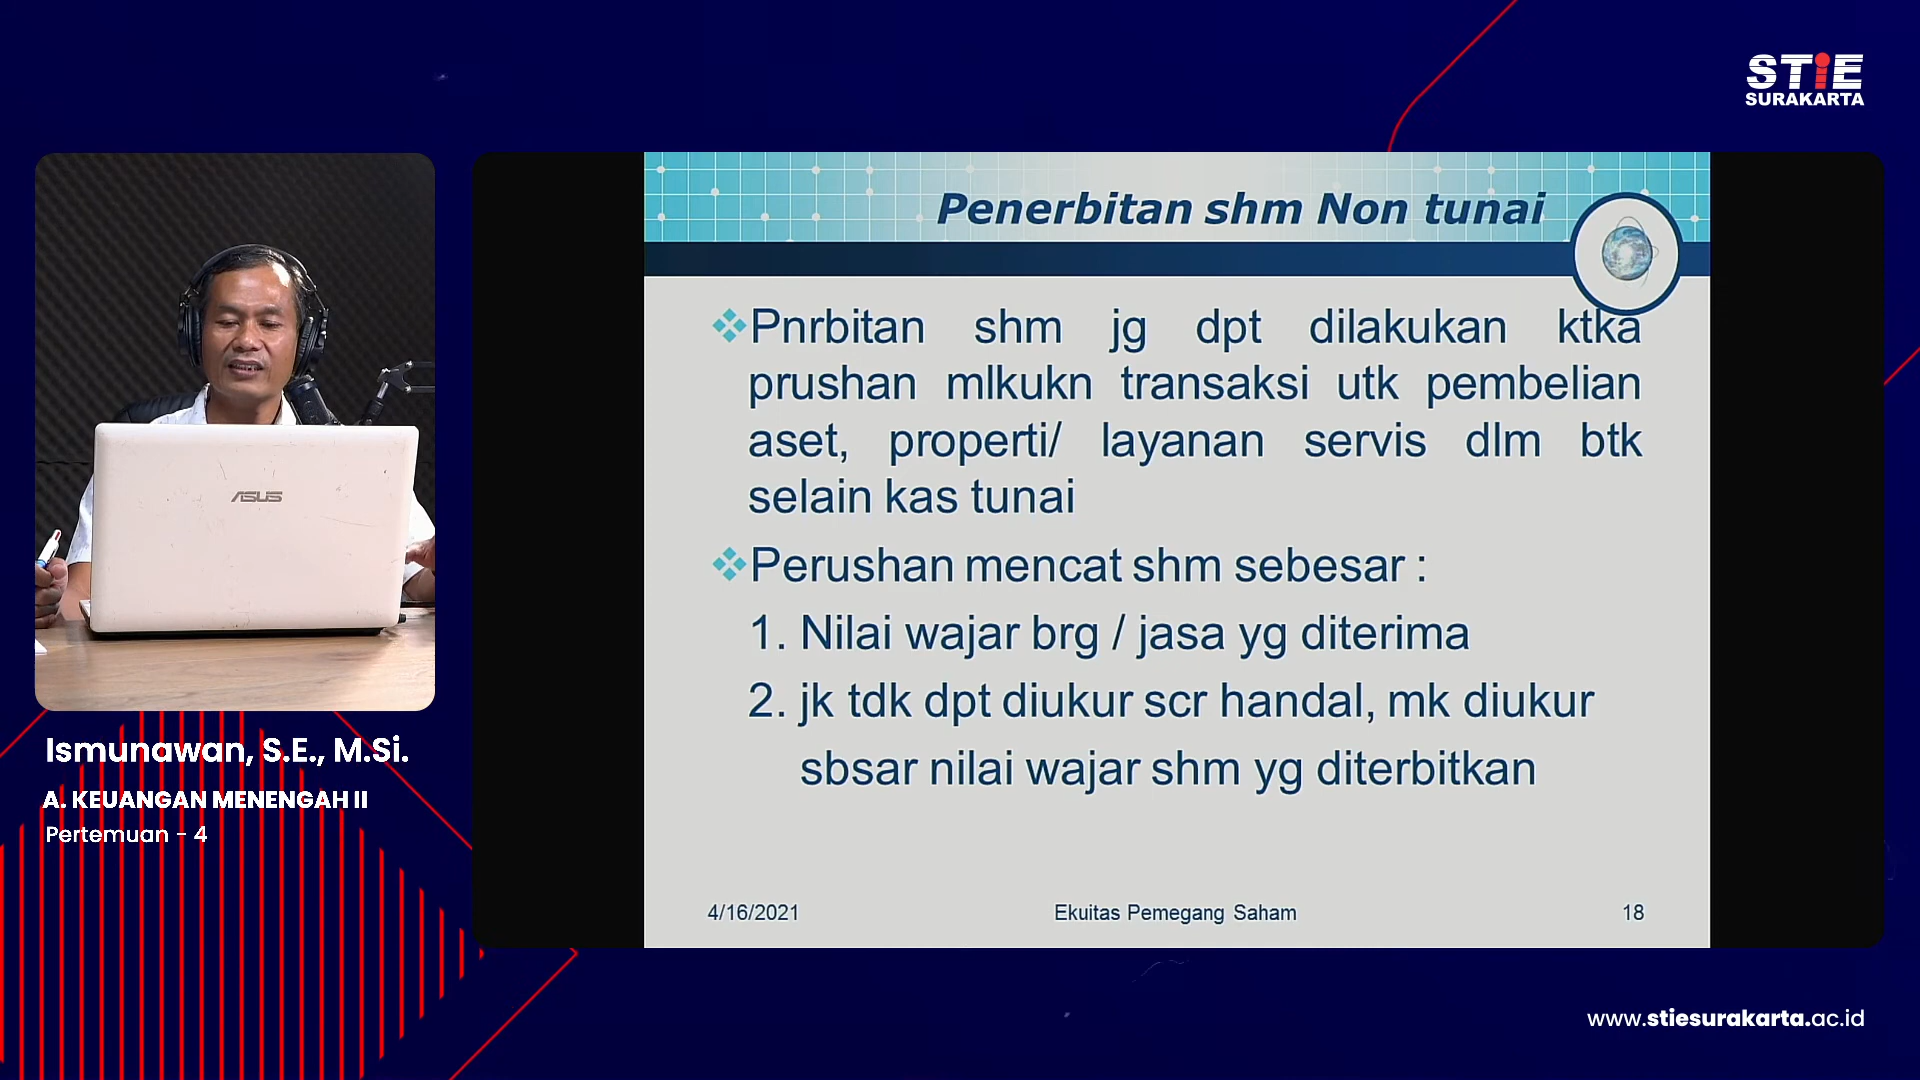 STiE
SURAKARTA
Penerbitan shm Non tunai
Pnrbitan shm jg dpt dilakukan ktka
prushan mlkukn transaksi utk pembelian
aset, properti/ layanan servis dlm btk
selain kas tunai
Perushan mencat shm sebesar :
1. Nilai wajar brg / jasa yg diterima
2. jk tdk dpt diukur scr handal, mk diukur
sbsar nilai wajar shm yg diterbitkan
4/16/2021
Ekuitas Pemegang Saham
18
ASUS
Ismunawan, S.E., M.Si.
A. KEUANGAN MENENGAH II
Pertemuan - 4
www.stiesurakarta.ac.id